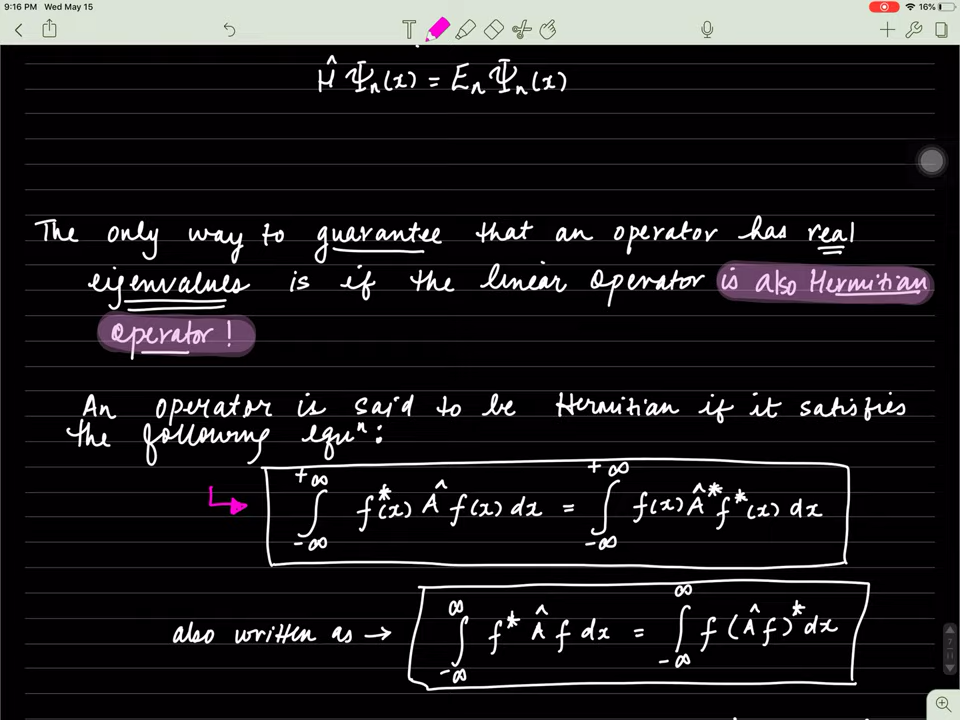 9:16 PM Wed May 15
16%
Ĥ Ψₙ(x) = Eₙ Ψₙ(x)
The only way to guarantee that an operator has real
eigenvalues is if the linear operator is also Hermitian
operator!
An operator is said to be Hermitian if it satisfies
the following equⁿ:
∫_{-∞}^{+∞} f*(x) Â f(x) dx = ∫_{-∞}^{+∞} f(x) Â* f*(x) dx
also written as → ∫_{-∞}^{∞} f* Â f dx = ∫_{-∞}^{∞} f (Â f)* dx